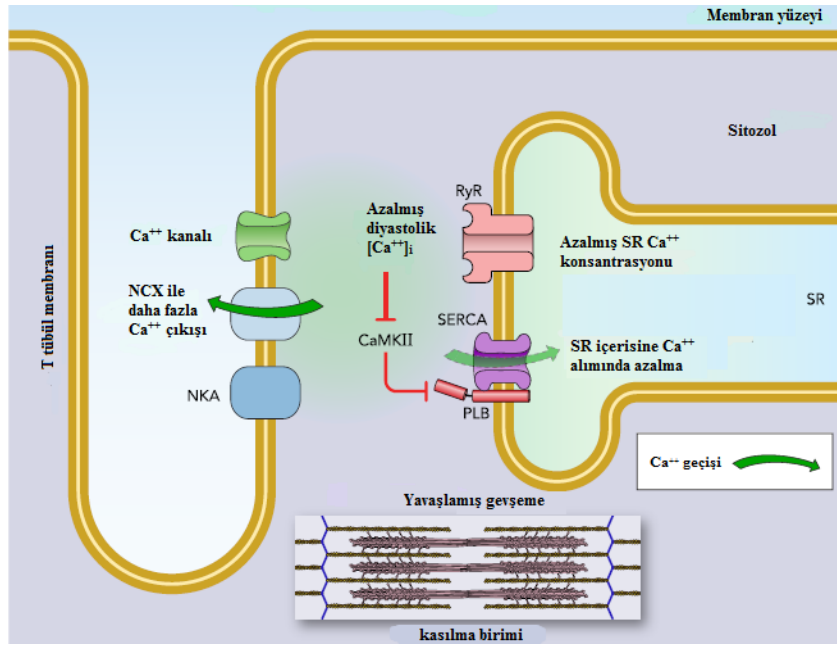 Membran yüzeyi
Sitozol
RyR
Ca⁺⁺ kanalı
Azalmış
diyastolik
[Ca⁺⁺]i
Azalmış SR Ca⁺⁺
konsantrasyonu
T tübül membranı
NCX ile
daha fazla
Ca⁺⁺ çıkışı
SR
SERCA
CaMKII
SR içerisine Ca⁺⁺
alımında azalma
NKA
PLB
Ca⁺⁺ geçişi
Yavaşlamış gevşeme
kasılma birimi